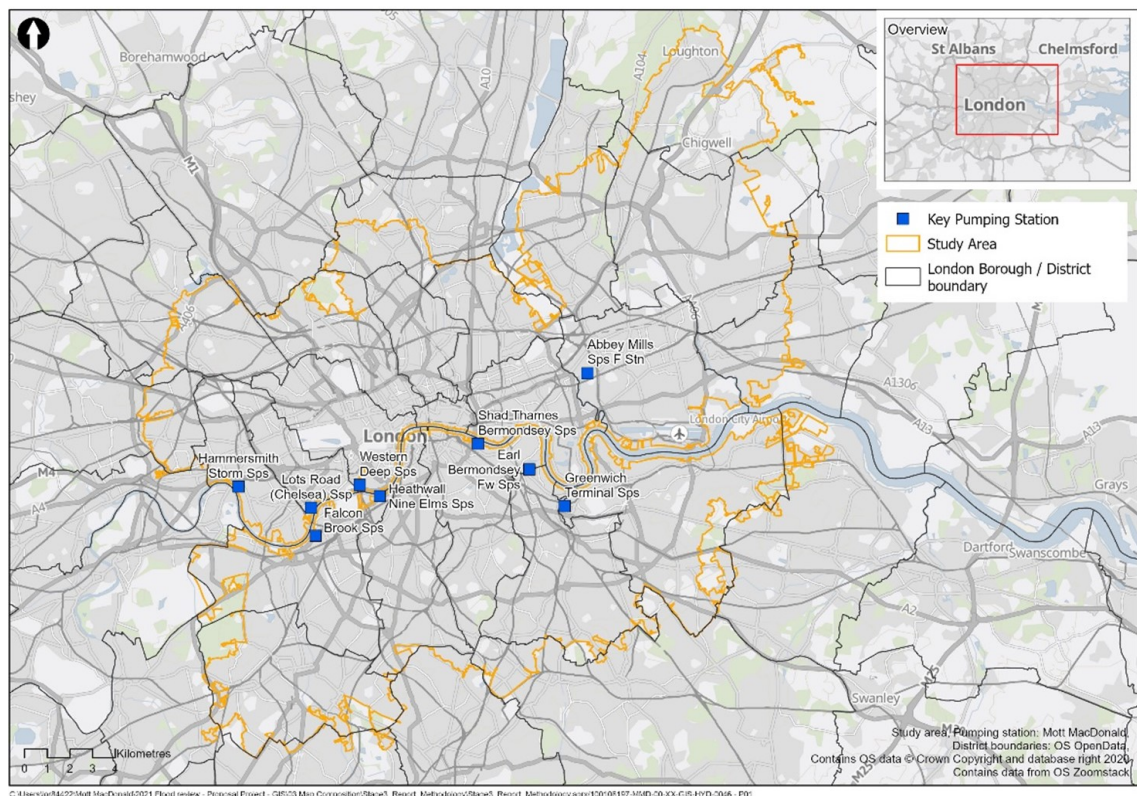 Borehamwood
A10
A104
Loughton
05
shey
M1
Chigwell
Overview
St Albans
Chelmsford
London
Key Pumping Station
Study Area
London Borough / District
boundary
A406
A406
Abbey Mills
Sps F Stn
A1306
A13
Shad Thames
Bermondsey Sps
London City Airport
London
Earl
Bermondsey
Fw Sps
Western
Deep Sps
Hammersmith
Storm Sps
M4
A4
Lots Road
(Chelsea) Ssp
Heathwall
Nine Elms Sps
Greenwich
Terminal Sps
Falcon
Brook Sps
Grays
Dartford
Swanscombe
A2
Swanley
M25
Kilometres
0 1 2 3 4
Study area, Pumping station: Mott MacDonald,
District boundaries: OS OpenData,
Contains OS data © Crown Copyright and database right 2020,
Contains data from OS Zoomstack